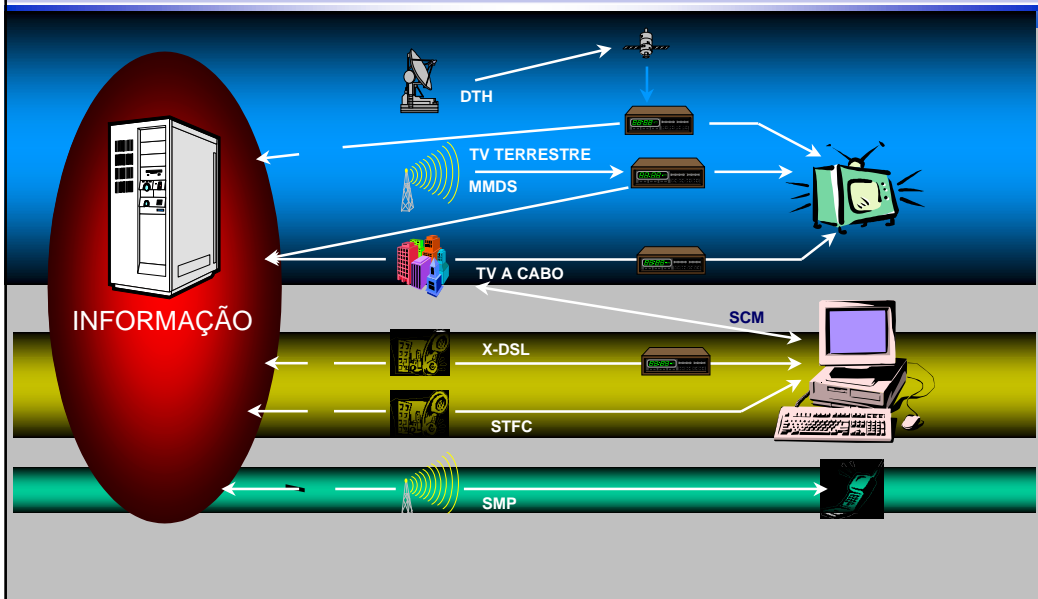 DTH
TV TERRESTRE
MMDS
TV A CABO
INFORMAÇÃO
SCM
X-DSL
STFC
SMP